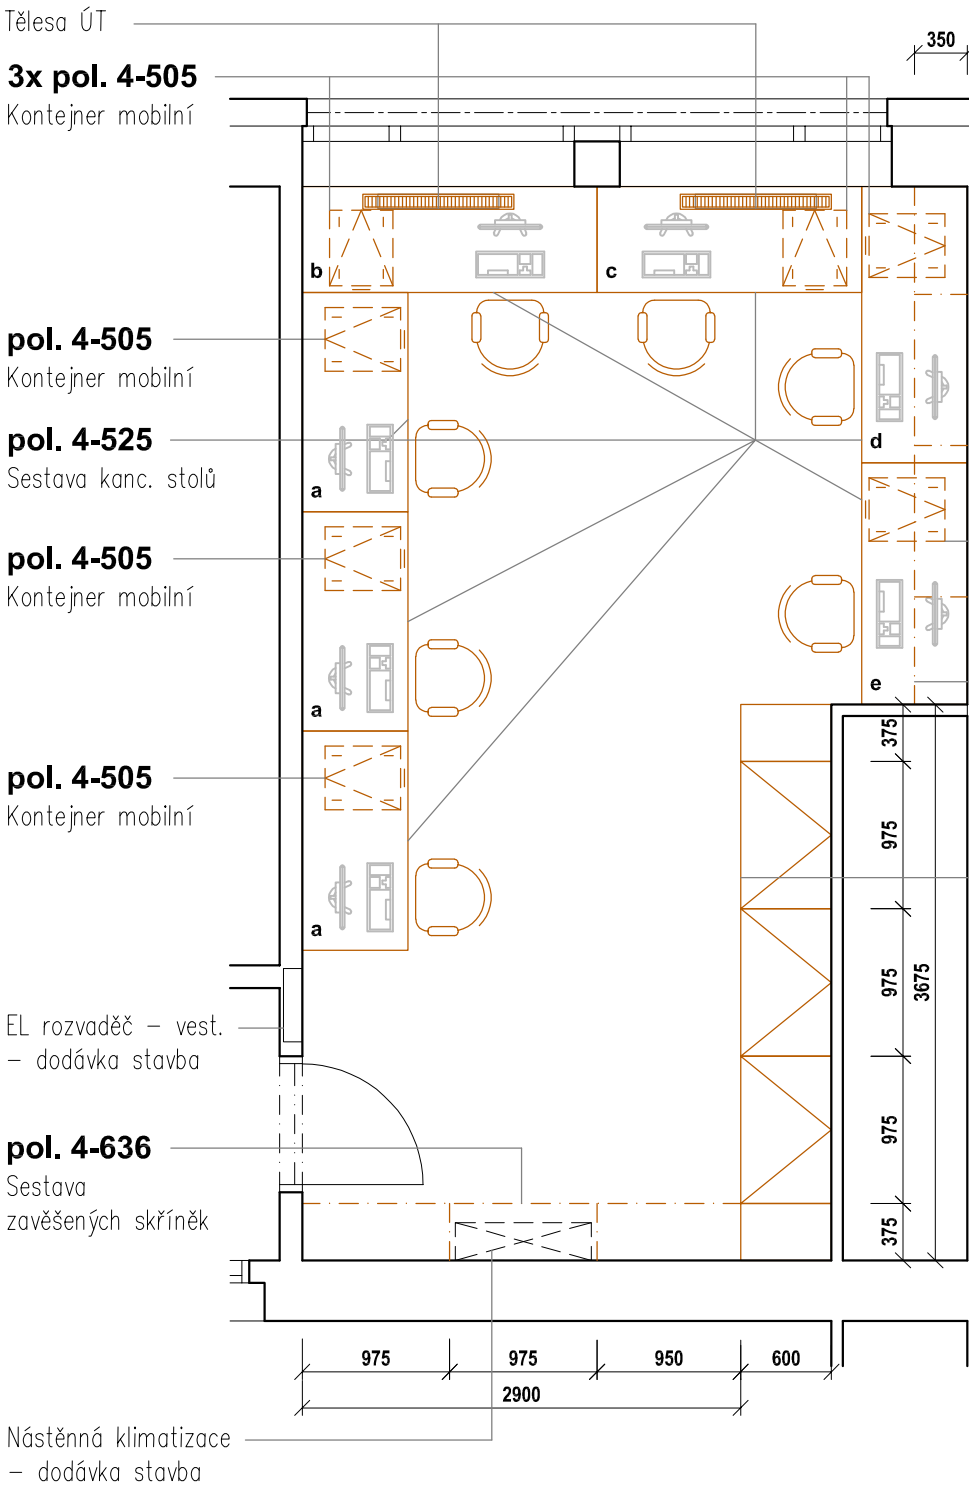 Tělesa ÚT
350
3x pol. 4-505
Kontejner mobilní
b
c
pol. 4-505
Kontejner mobilní
pol. 4-525
Sestava kanc. stolů
d
a
pol. 4-505
Kontejner mobilní
e
a
375
pol. 4-505
Kontejner mobilní
975
a
975
3675
EL rozvaděč – vest.
– dodávka stavba
975
pol. 4-636
Sestava
zavěšených skříněk
375
975
975
950
600
2900
Nástěnná klimatizace
– dodávka stavba